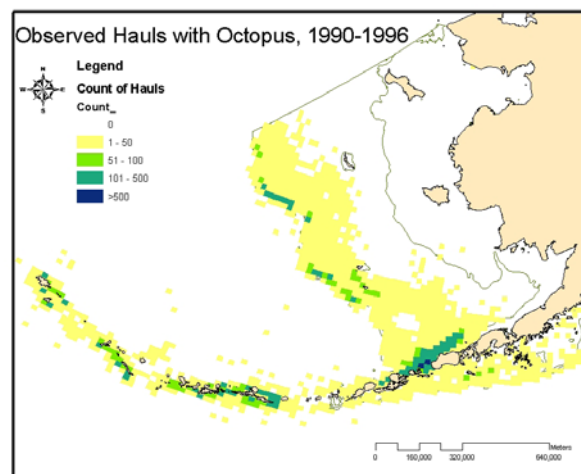 Observed Hauls with Octopus, 1990-1996
N
W E
S
Legend
Count of Hauls
Count_
0
1 - 50
51 - 100
101 - 500
>500
Meters
0 160,000 320,000 640,000